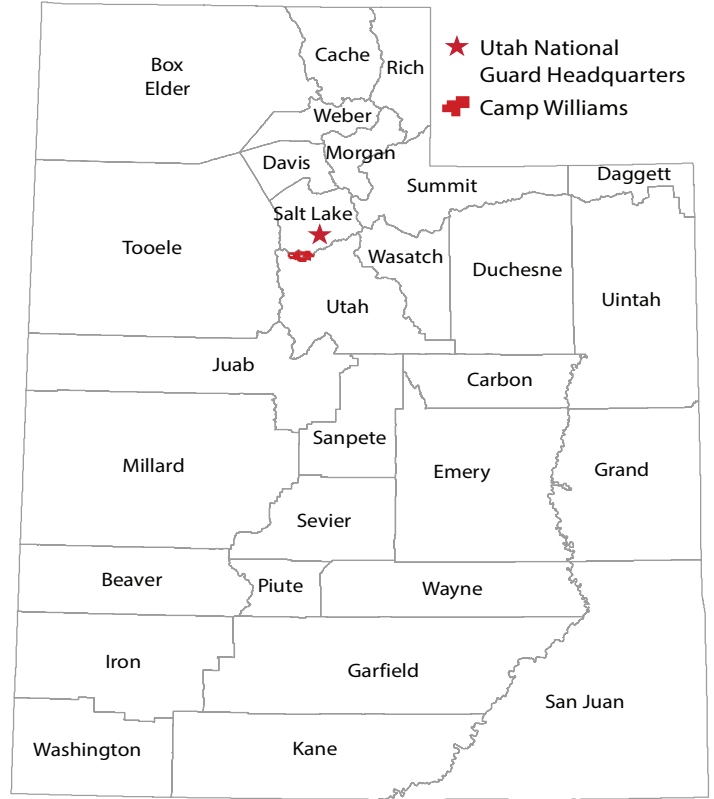 Utah National
Guard Headquarters
Camp Williams
Box
Elder
Cache
Rich
Weber
Morgan
Davis
Summit
Daggett
Salt Lake
Tooele
Wasatch
Duchesne
Uintah
Utah
Juab
Carbon
Sanpete
Millard
Emery
Grand
Sevier
Beaver
Piute
Wayne
Iron
Garfield
San Juan
Washington
Kane